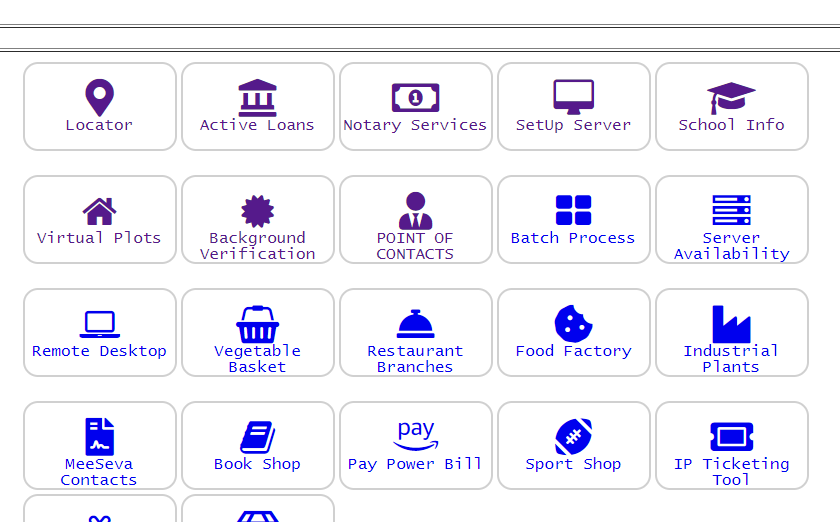 Locator
Active Loans
Notary Services
SetUp Server
School Info
Virtual Plots
Background
Verification
POINT OF
CONTACTS
Batch Process
Server
Availability
Remote Desktop
Vegetable
Basket
Restaurant
Branches
Food Factory
Industrial
Plants
MeeSeva
Contacts
Book Shop
pay
Pay Power Bill
Sport Shop
IP Ticketing
Tool